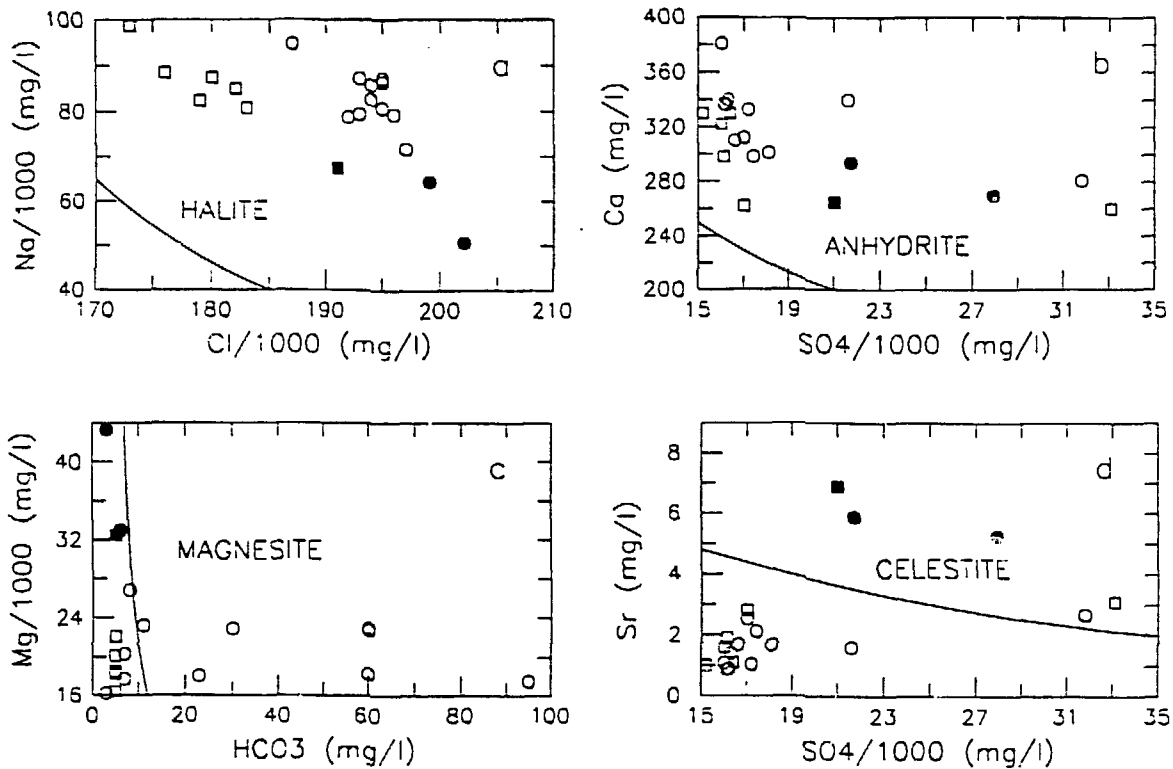 100
80
60
40
Na/1000 (mg/l)
HALITE
a
170 180 190 200 210
Cl/1000 (mg/l)
400
360
320
280
240
200
Ca (mg/l)
b
ANHYDRITE
15 19 23 27 31 35
SO4/1000 (mg/l)
40
32
24
16
Mg/1000 (mg/l)
c
MAGNESITE
0 20 40 60 80 100
HCO3 (mg/l)
8
6
4
2
0
Sr (mg/l)
d
CELESTITE
15 19 23 27 31 35
SO4/1000 (mg/l)